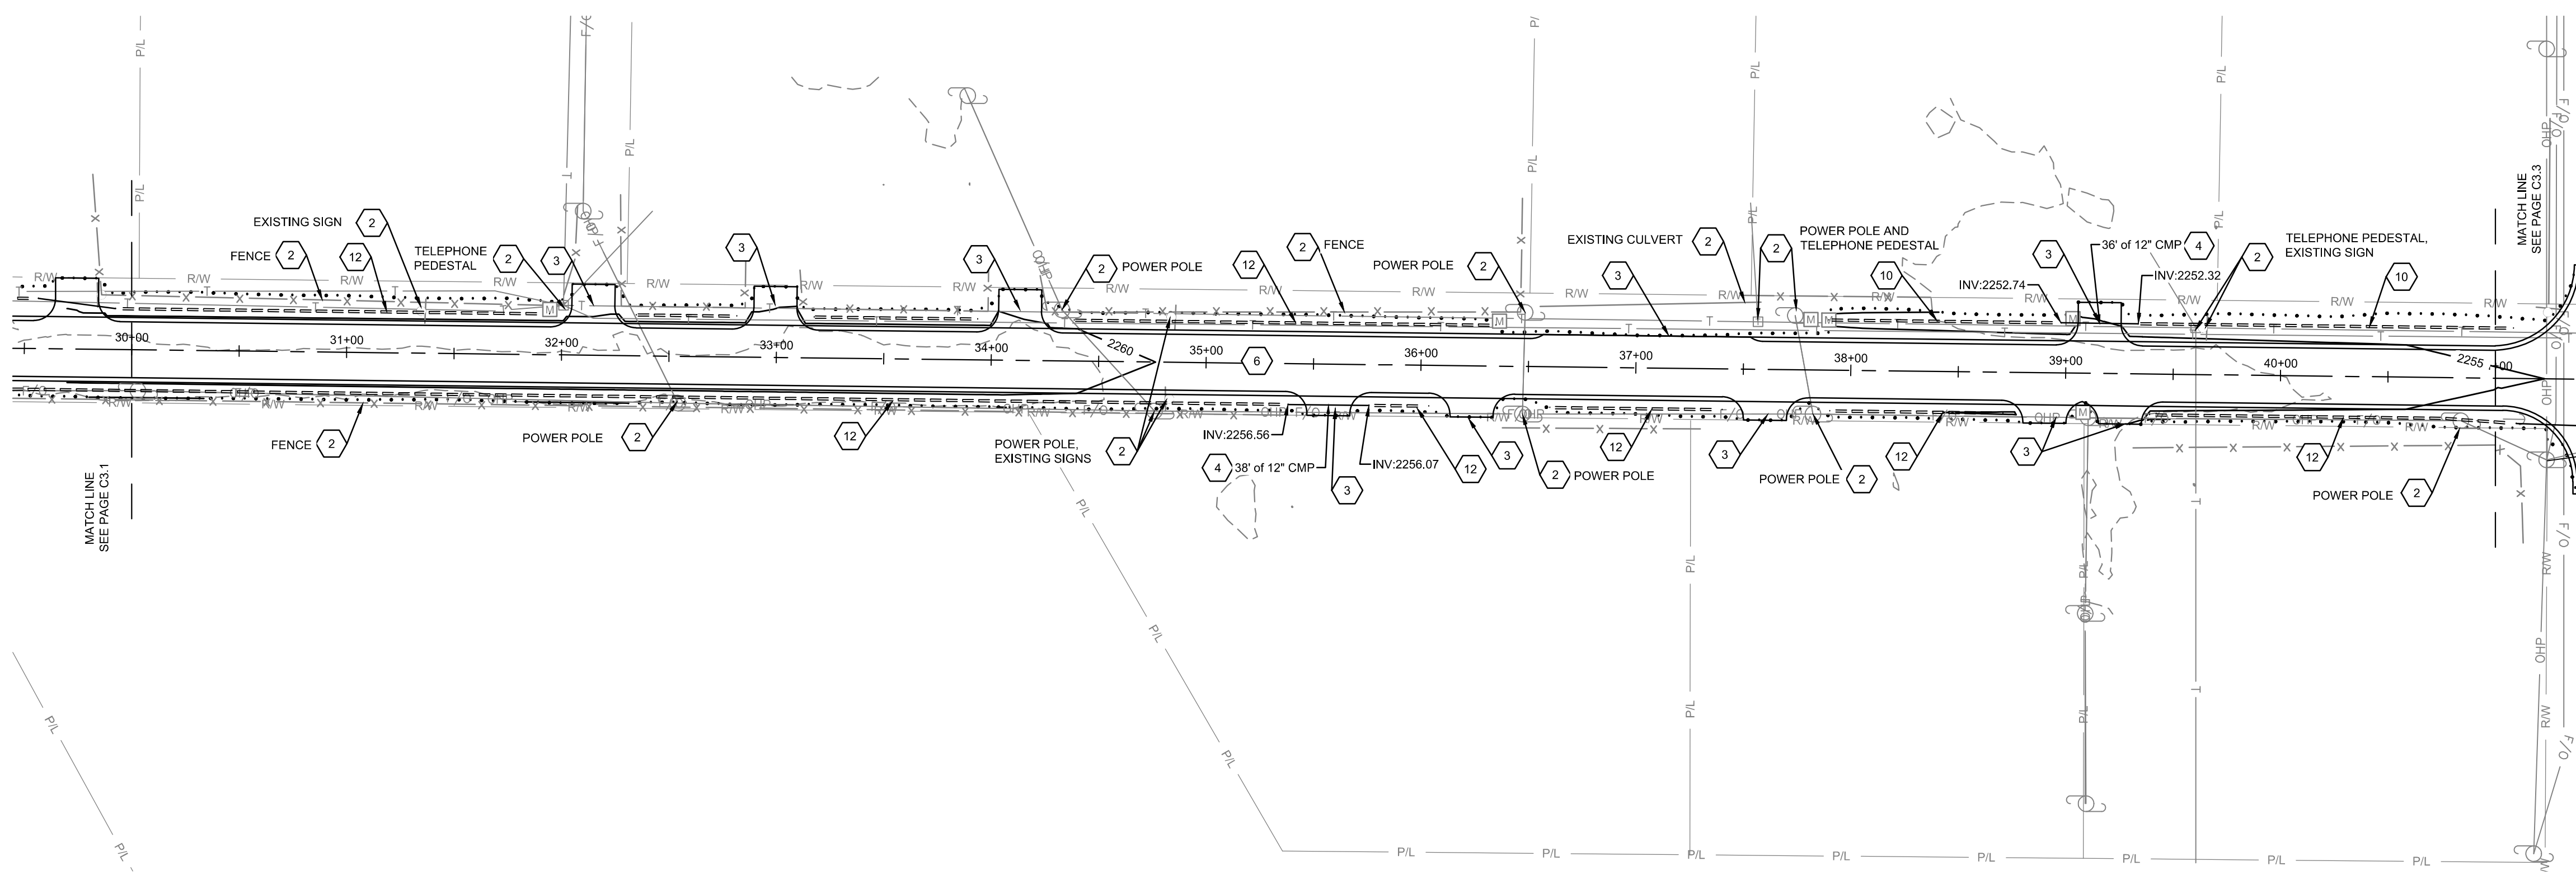 P/L
P/L
T
F/O
P/L
P/L
P/L
P/L
P/L
OHP
F/O
F/O
MATCH LINE
SEE PAGE C3.3
EXISTING SIGN 2
FENCE 2
12
TELEPHONE
PEDESTAL
2
3
3
3
2 POWER POLE
12
2 FENCE
POWER POLE 2
EXISTING CULVERT 2
3
2
POWER POLE AND
TELEPHONE PEDESTAL
10
INV:2252.74
3
36' of 12" CMP 4
INV:2252.32
2
TELEPHONE PEDESTAL,
EXISTING SIGN
10
R/W R/W R/W R/W R/W R/W R/W R/W R/W R/W R/W R/W R/W R/W R/W R/W R/W
M M M M M
30+00 31+00 32+00 33+00 34+00 2260 35+00 6 36+00 37+00 38+00 39+00 40+00 2255
MATCH LINE
SEE PAGE C3.1
FENCE 2
POWER POLE 2
12
POWER POLE,
EXISTING SIGNS
2
INV:2256.56
4 38' of 12" CMP
3
INV:2256.07
12
3
2 POWER POLE
12
3
POWER POLE 2
12
3
M
12
POWER POLE 2
P/L
P/L
P/L
P/L
P/L
P/L
P/L
P/L
P/L
T
T
OHP
R/W
R/W
F/O
F/O
P/L P/L P/L P/L P/L P/L P/L P/L